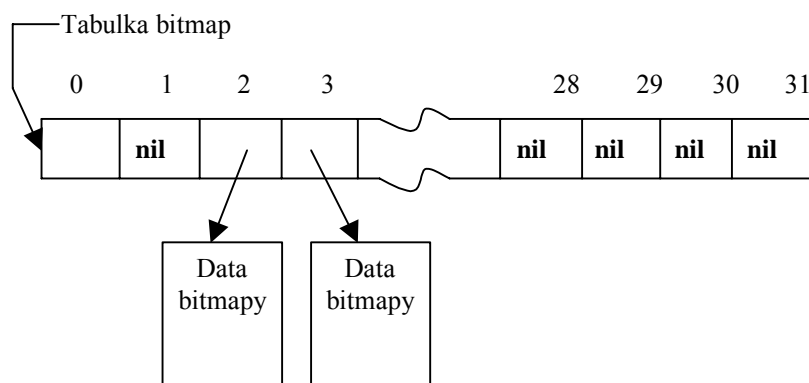 Tabulka bitmap
0 1 2 3 28 29 30 31
nil nil nil nil nil
Data
bitmapy
Data
bitmapy